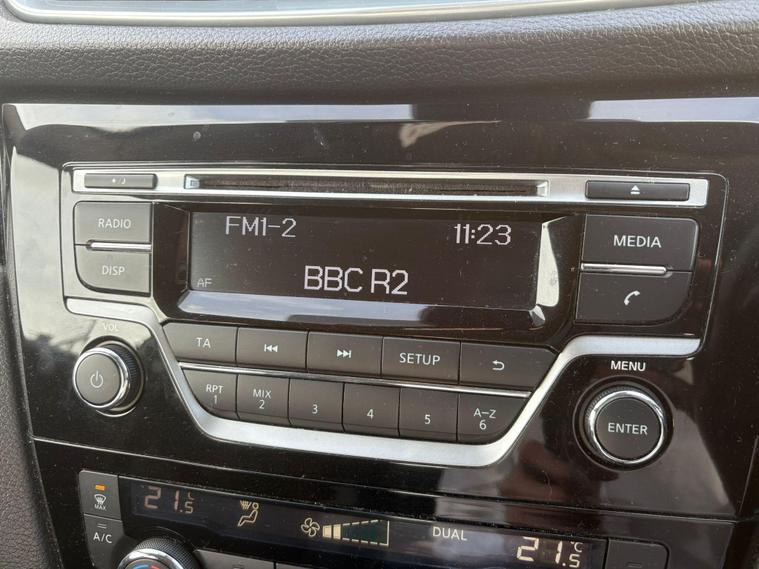 RADIO
DISP
FM1-2 11:23
AF BBC R2
MEDIA
VOL
TA SETUP
RPT 1 MIX 2 3 4 5 A-Z 6
MENU
ENTER
MAX
A/C
21.5°C
DUAL
21.5°C